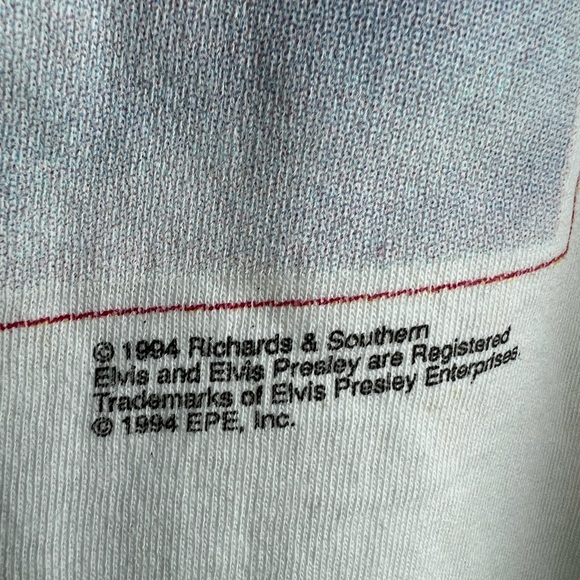 © 1994 Richards & Southern
Elvis and Elvis Presley are Registered
Trademarks of Elvis Presley Enterprises.
© 1994 EPE, Inc.